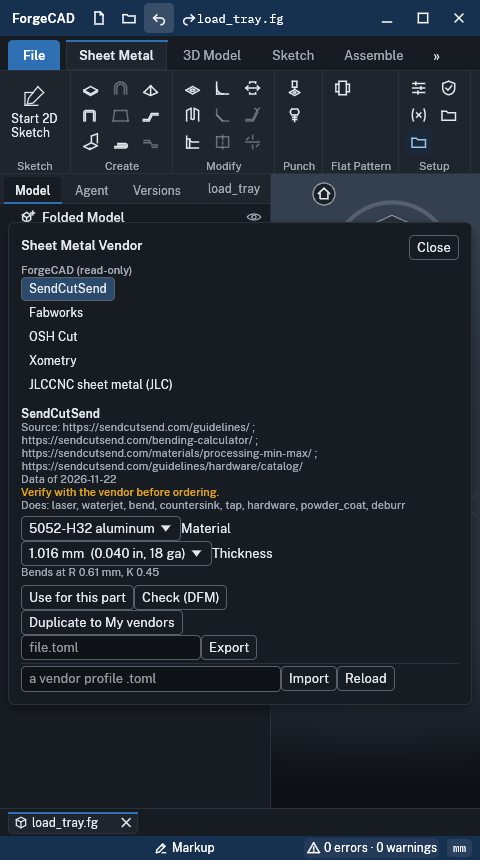 ForgeCAD
load_tray.fg
File
Sheet Metal
3D Model
Sketch
Assemble
»
Start 2D
Sketch
(x)
Sketch
Create
Modify
Punch
Flat Pattern
Setup
Model
Agent
Versions
load_tray
Folded Model
Sheet Metal Vendor
Close
ForgeCAD (read-only)
SendCutSend
Fabworks
OSH Cut
Xometry
JLCCNC sheet metal (JLC)
SendCutSend
Source: https://sendcutsend.com/guidelines/ ;
https://sendcutsend.com/bending-calculator/ ;
https://sendcutsend.com/materials/processing-min-max/ ;
https://sendcutsend.com/guidelines/hardware/catalog/
Data of 2026-11-22
Verify with the vendor before ordering.
Does: laser, waterjet, bend, countersink, tap, hardware, powder_coat, deburr
5052-H32 aluminum Material
1.016 mm (0.040 in, 18 ga) Thickness
Bends at R 0.61 mm, K 0.45
Use for this part Check (DFM)
Duplicate to My vendors
file.toml Export
a vendor profile .toml Import Reload
load_tray.fg
Markup
0 errors · 0 warnings
mm